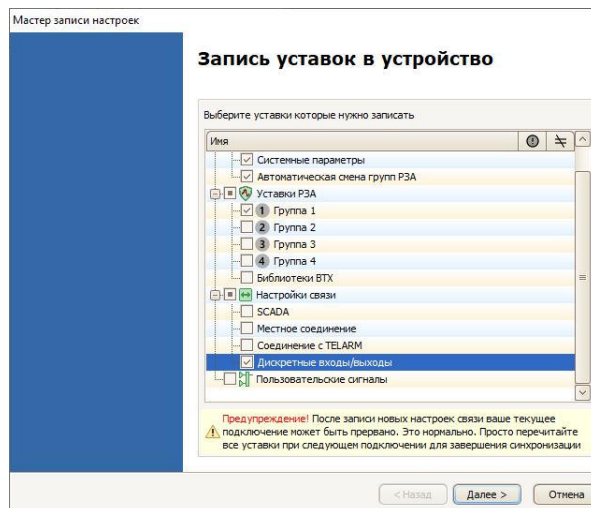 Мастер записи настроек
Запись уставок в устройство
Выберите уставки которые нужно записать
Имя
Системные параметры
Автоматическая смена групп РЗА
Уставки РЗА
1 Группа 1
2 Группа 2
3 Группа 3
4 Группа 4
Библиотеки ВТХ
Настройки связи
SCADA
Местное соединение
Соединение с TELARM
Дискретные входы/выходы
Пользовательские сигналы
Предупреждение! После записи новых настроек связи ваше текущее
подключение может быть прервано. Это нормально. Просто перечитайте
все уставки при следующем подключении для завершения синхронизации
< Назад Далее > Отмена